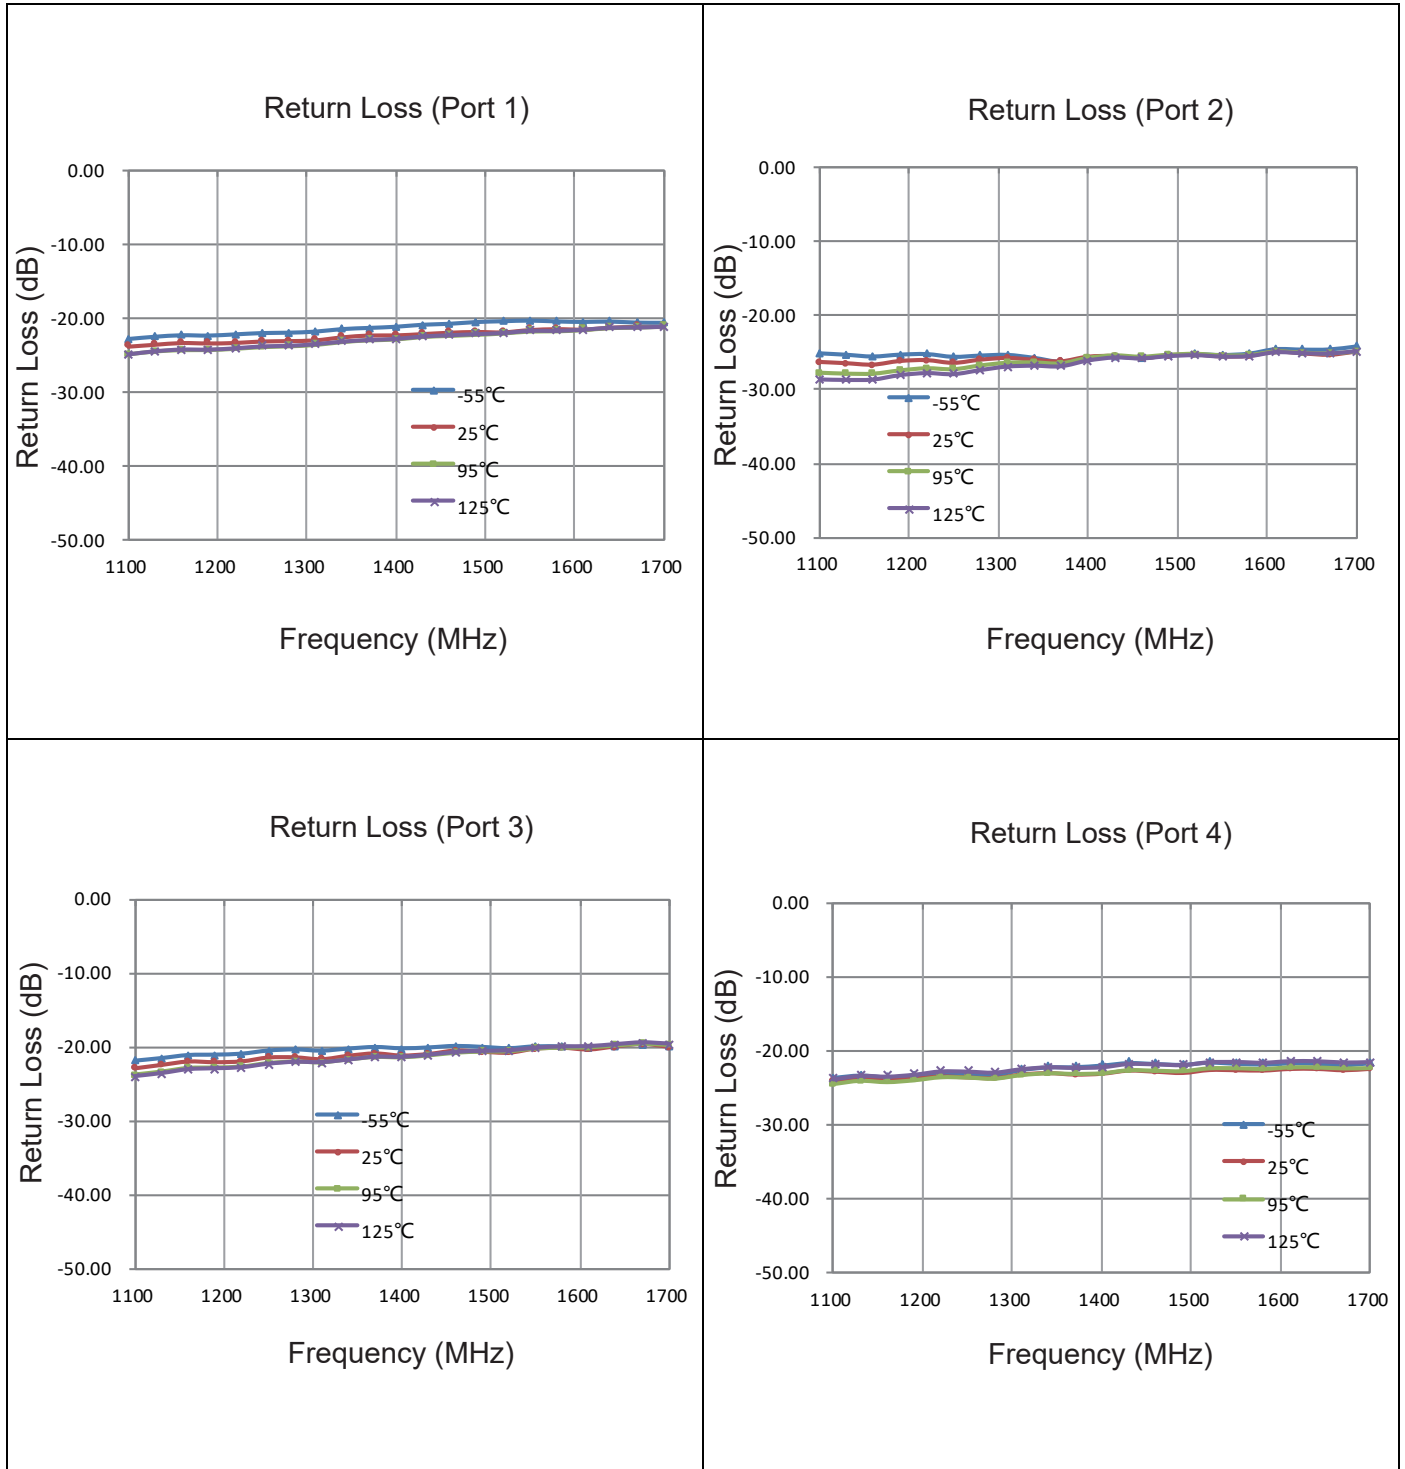 Return Loss (Port 1)
Return Loss (dB)
0.00
-10.00
-20.00
-30.00
-40.00
-50.00
-55℃
25℃
95℃
125℃
1100 1200 1300 1400 1500 1600 1700
Frequency (MHz)
Return Loss (Port 2)
Return Loss (dB)
0.00
-10.00
-20.00
-30.00
-40.00
-50.00
-55℃
25℃
95℃
125℃
1100 1200 1300 1400 1500 1600 1700
Frequency (MHz)
Return Loss (Port 3)
Return Loss (dB)
0.00
-10.00
-20.00
-30.00
-40.00
-50.00
-55℃
25℃
95℃
125℃
1100 1200 1300 1400 1500 1600 1700
Frequency (MHz)
Return Loss (Port 4)
Return Loss (dB)
0.00
-10.00
-20.00
-30.00
-40.00
-50.00
-55℃
25℃
95℃
125℃
1100 1200 1300 1400 1500 1600 1700
Frequency (MHz)